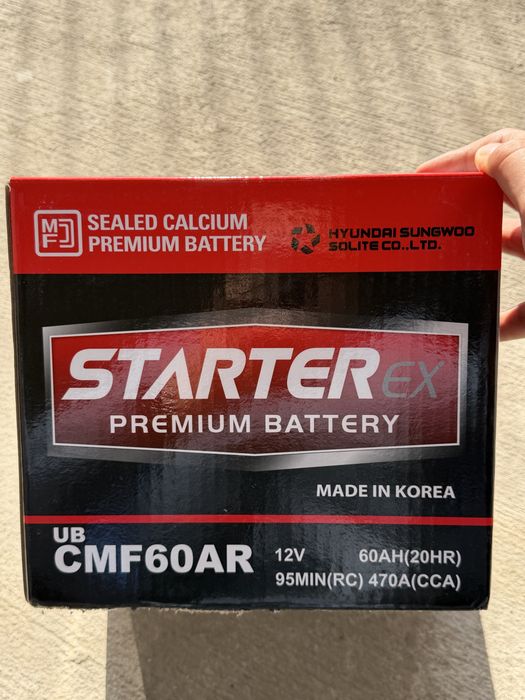 MF
SEALED CALCIUM
PREMIUM BATTERY
HYUNDAI SUNGWOO
SOLITE CO.,LTD.
STARTER EX
PREMIUM BATTERY
MADE IN KOREA
UB
CMF60AR
12V 60AH(20HR)
95MIN(RC) 470A(CCA)